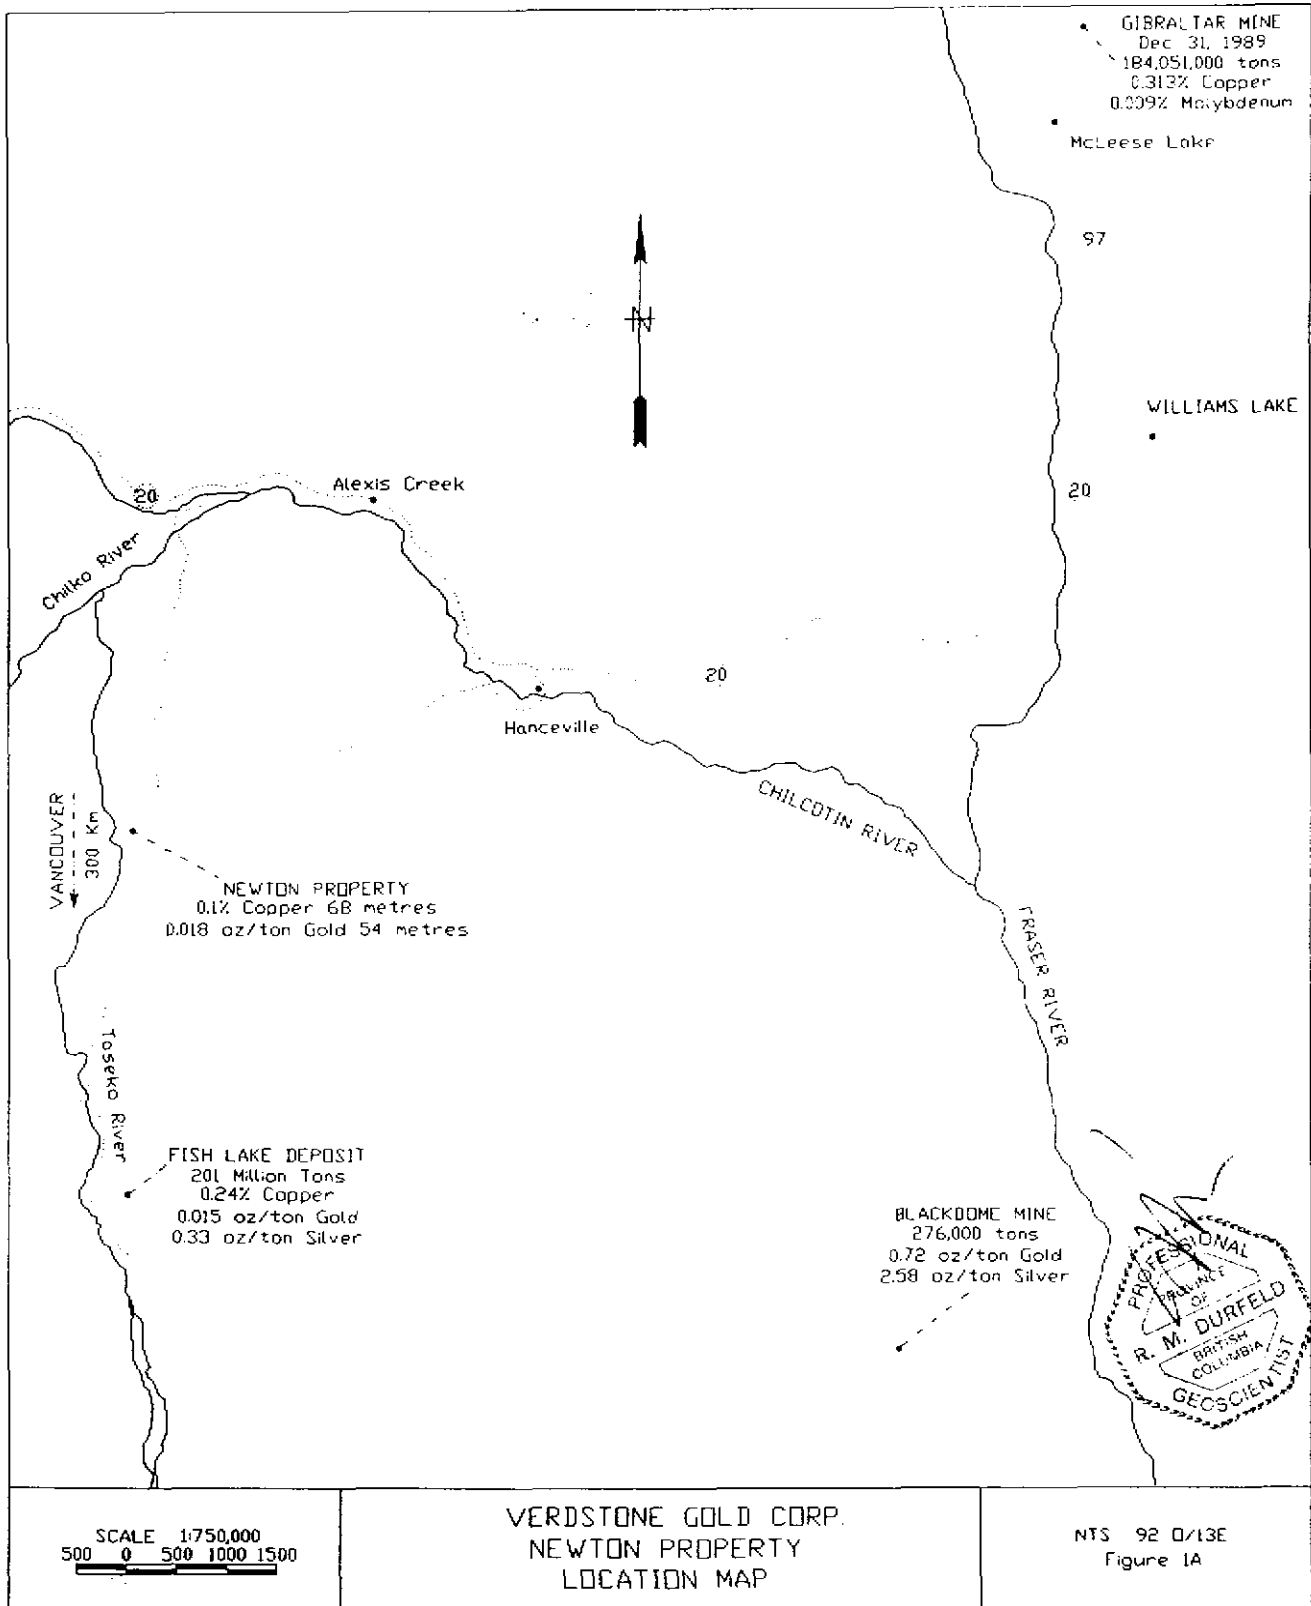 GIBRALTAR MINE
Dec 31, 1989
184,051,000 tons
0.313% Copper
0.009% Molybdenum
McLeese Lake
97
N
WILLIAMS LAKE
20
Alexis Creek
20
Chilko River
20
Hanceville
CHILCOTIN RIVER
VANCOUVER
300 Km
NEWTON PROPERTY
0.1% Copper 68 metres
0.018 oz/ton Gold 54 metres
FRASER RIVER
Taseko River
FISH LAKE DEPOSIT
201 Million Tons
0.24% Copper
0.015 oz/ton Gold
0.33 oz/ton Silver
BLACKDOME MINE
276,000 tons
0.72 oz/ton Gold
2.58 oz/ton Silver
PROFESSIONAL
PROVINCE
OF
R. M. DURFELD
BRITISH
COLUMBIA
GEOSCIENTIST
SCALE 1:750,000
500 0 500 1000 1500
VERDSTONE GOLD CORP.
NEWTON PROPERTY
LOCATION MAP
NTS 92 O/13E
Figure 1A